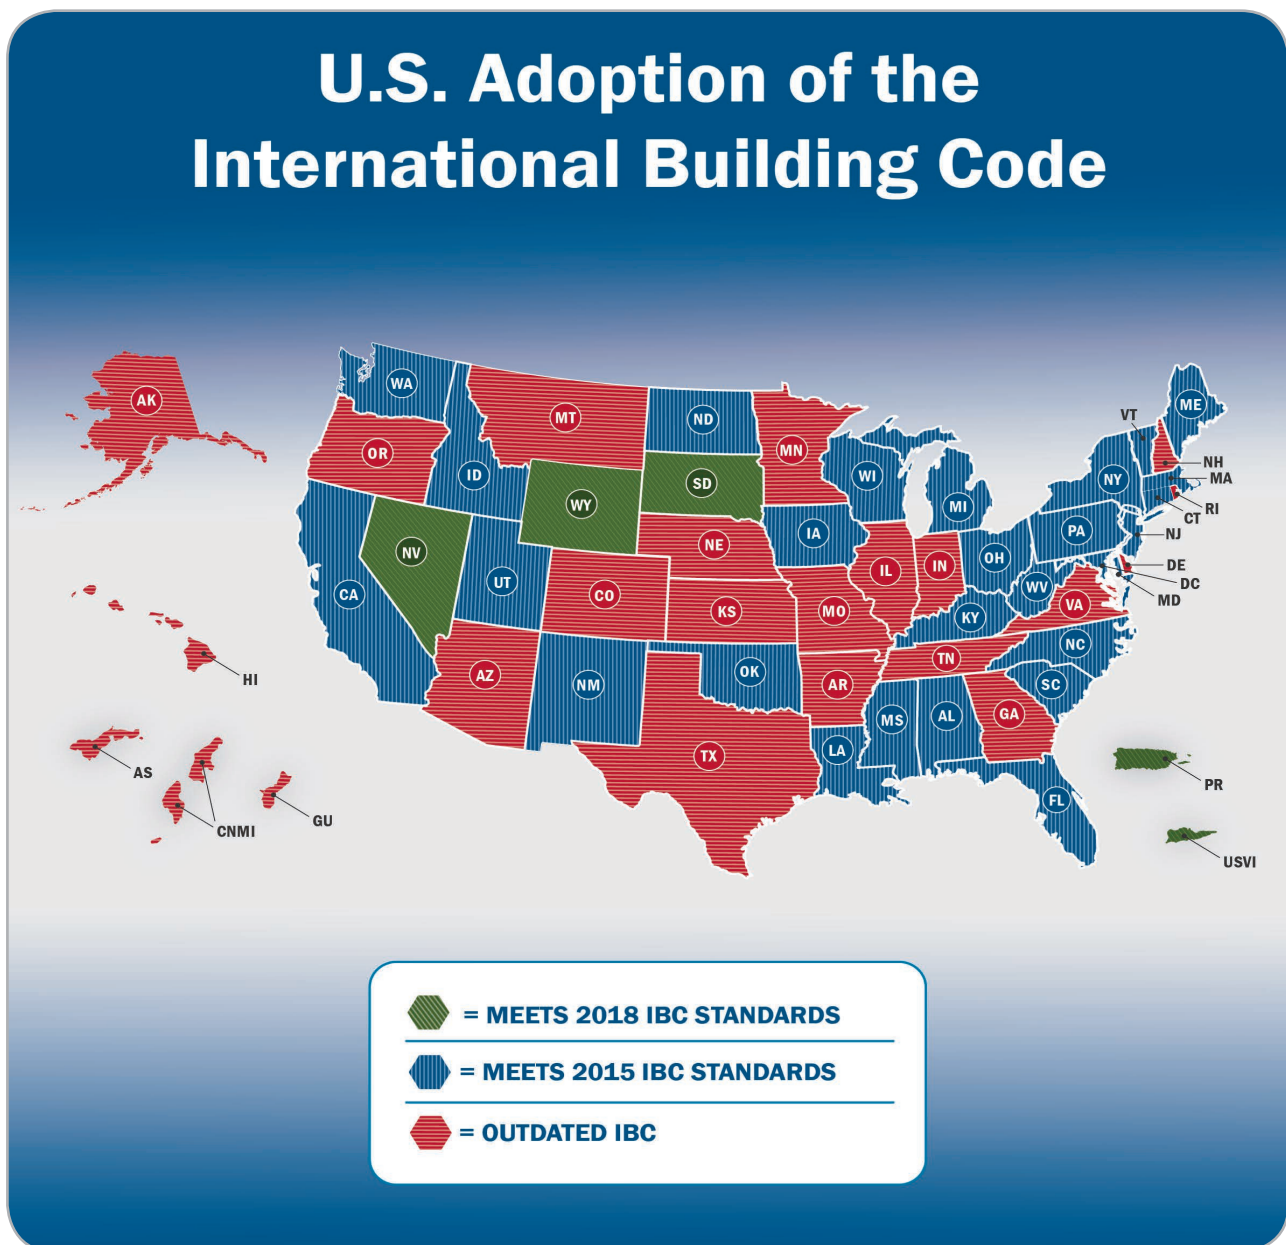 U.S. Adoption of the
International Building Code
AK
WA
MT
ND
MN
ME
VT
OR
ID
SD
WI
MI
NY
NH
MA
RI
CT
WY
NV
NE
IA
PA
NJ
OH
IL
IN
DE
DC
MD
UT
CA
CO
KS
MO
WV
VA
KY
NC
TN
HI
AZ
NM
OK
AR
SC
GA
MS
AL
LA
TX
FL
AS
CNMI
GU
PR
USVI
= MEETS 2018 IBC STANDARDS
= MEETS 2015 IBC STANDARDS
= OUTDATED IBC